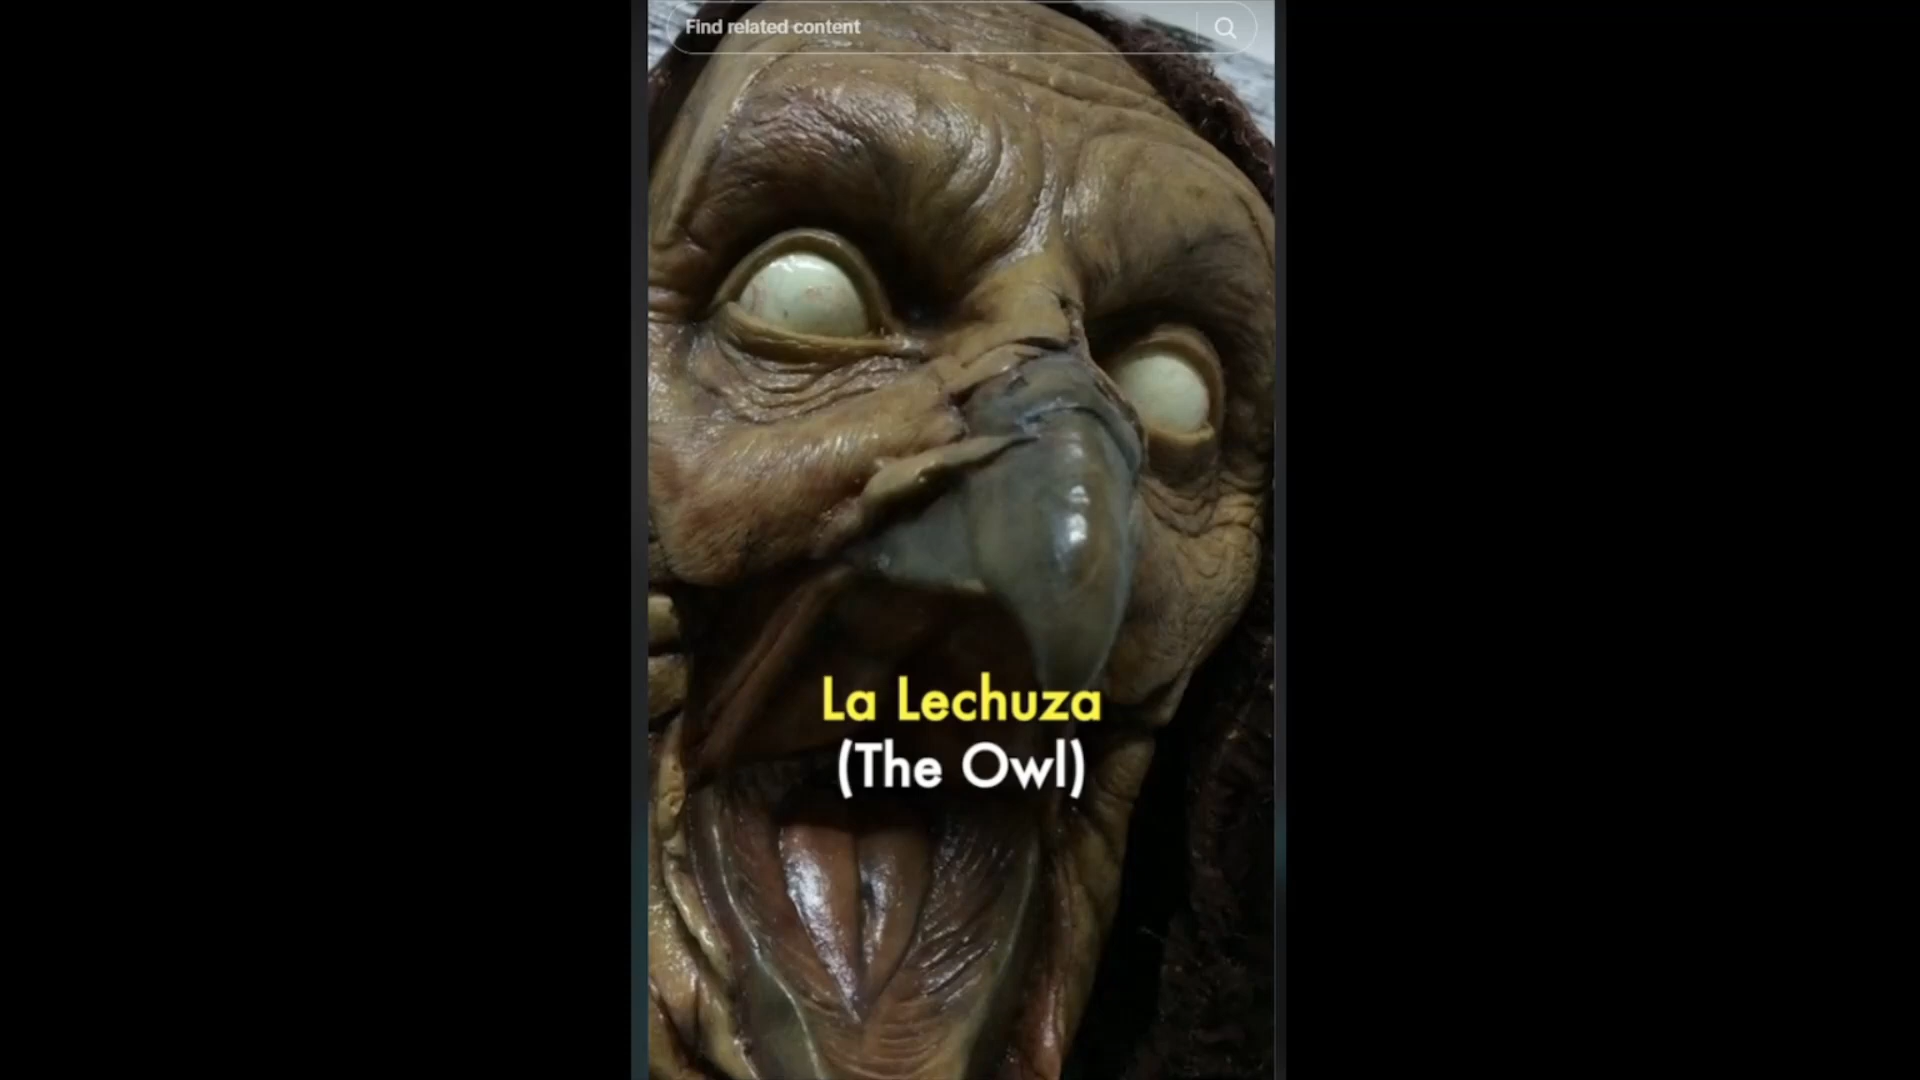 Find related content
La Lechuza
(The Owl)